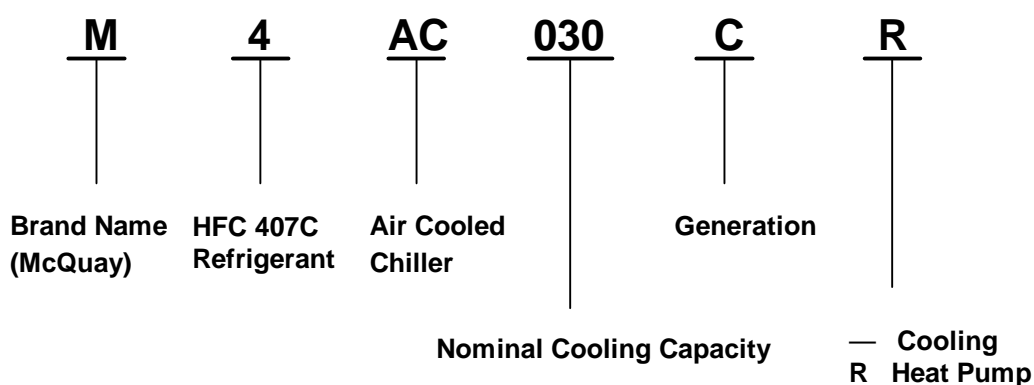 M 4 AC 030 C R
Brand Name HFC 407C Air Cooled Generation
(McQuay) Refrigerant Chiller
Nominal Cooling Capacity — Cooling
R Heat Pump